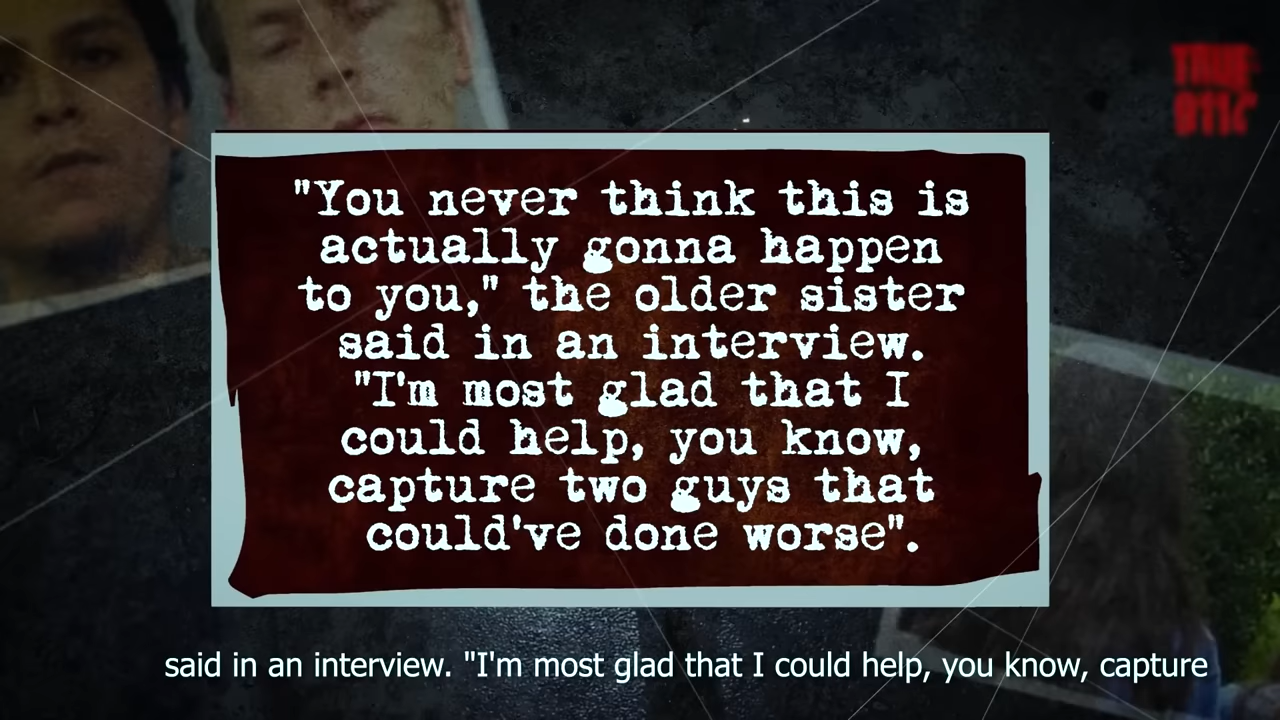 TRUE
911
"You never think this is
actually gonna happen
to you," the older sister
said in an interview.
"I'm most glad that I
could help, you know,
capture two guys that
could've done worse".
said in an interview. "I'm most glad that I could help, you know, capture